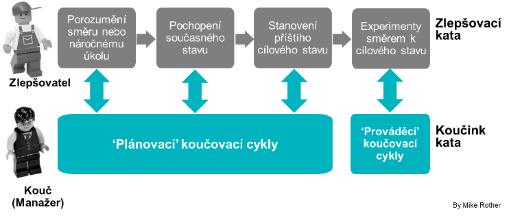 Porozumění
směru nebo
náročnému
úkolu
Pochopení
současného
stavu
Stanovení
příštího
cílového stavu
Experimenty
směrem k
cílového stavu
Zlepšovací
kata
Zlepšovatel
'Plánovací' koučovací cykly
'Prováděcí'
koučovací
cykly
Koučink
kata
Kouč
(Manažer)
By Mike Rother